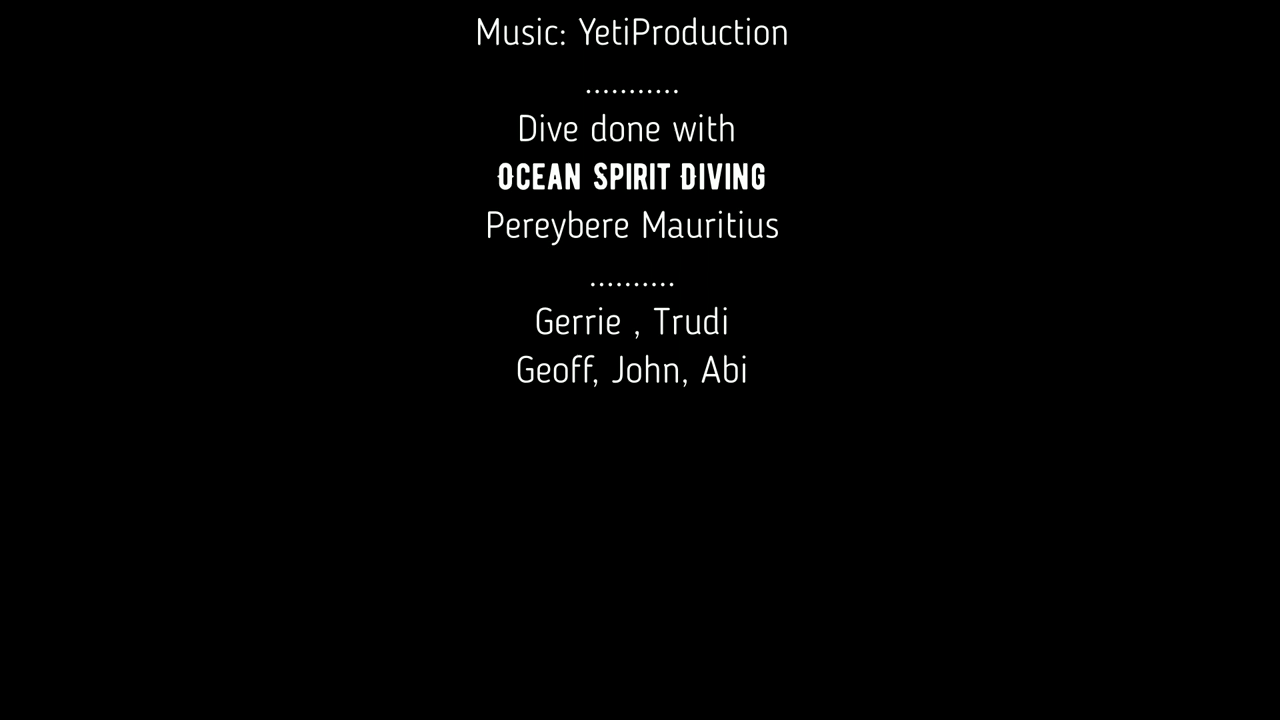 Music: YetiProduction
...........
Dive done with
OCEAN SPIRIT DIVING
Pereybere Mauritius
..........
Gerrie , Trudi
Geoff, John, Abi